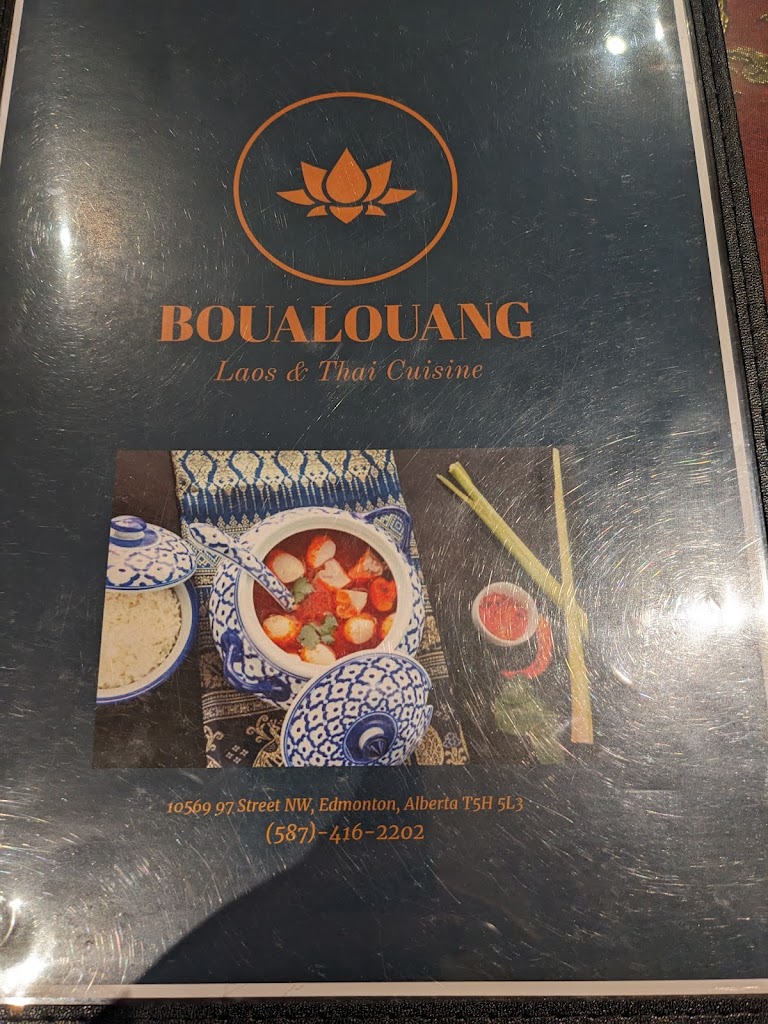 BOUALOUANG
Laos & Thai Cuisine
10569 97 Street NW, Edmonton, Alberta T5H 5L3
(587)-416-2202